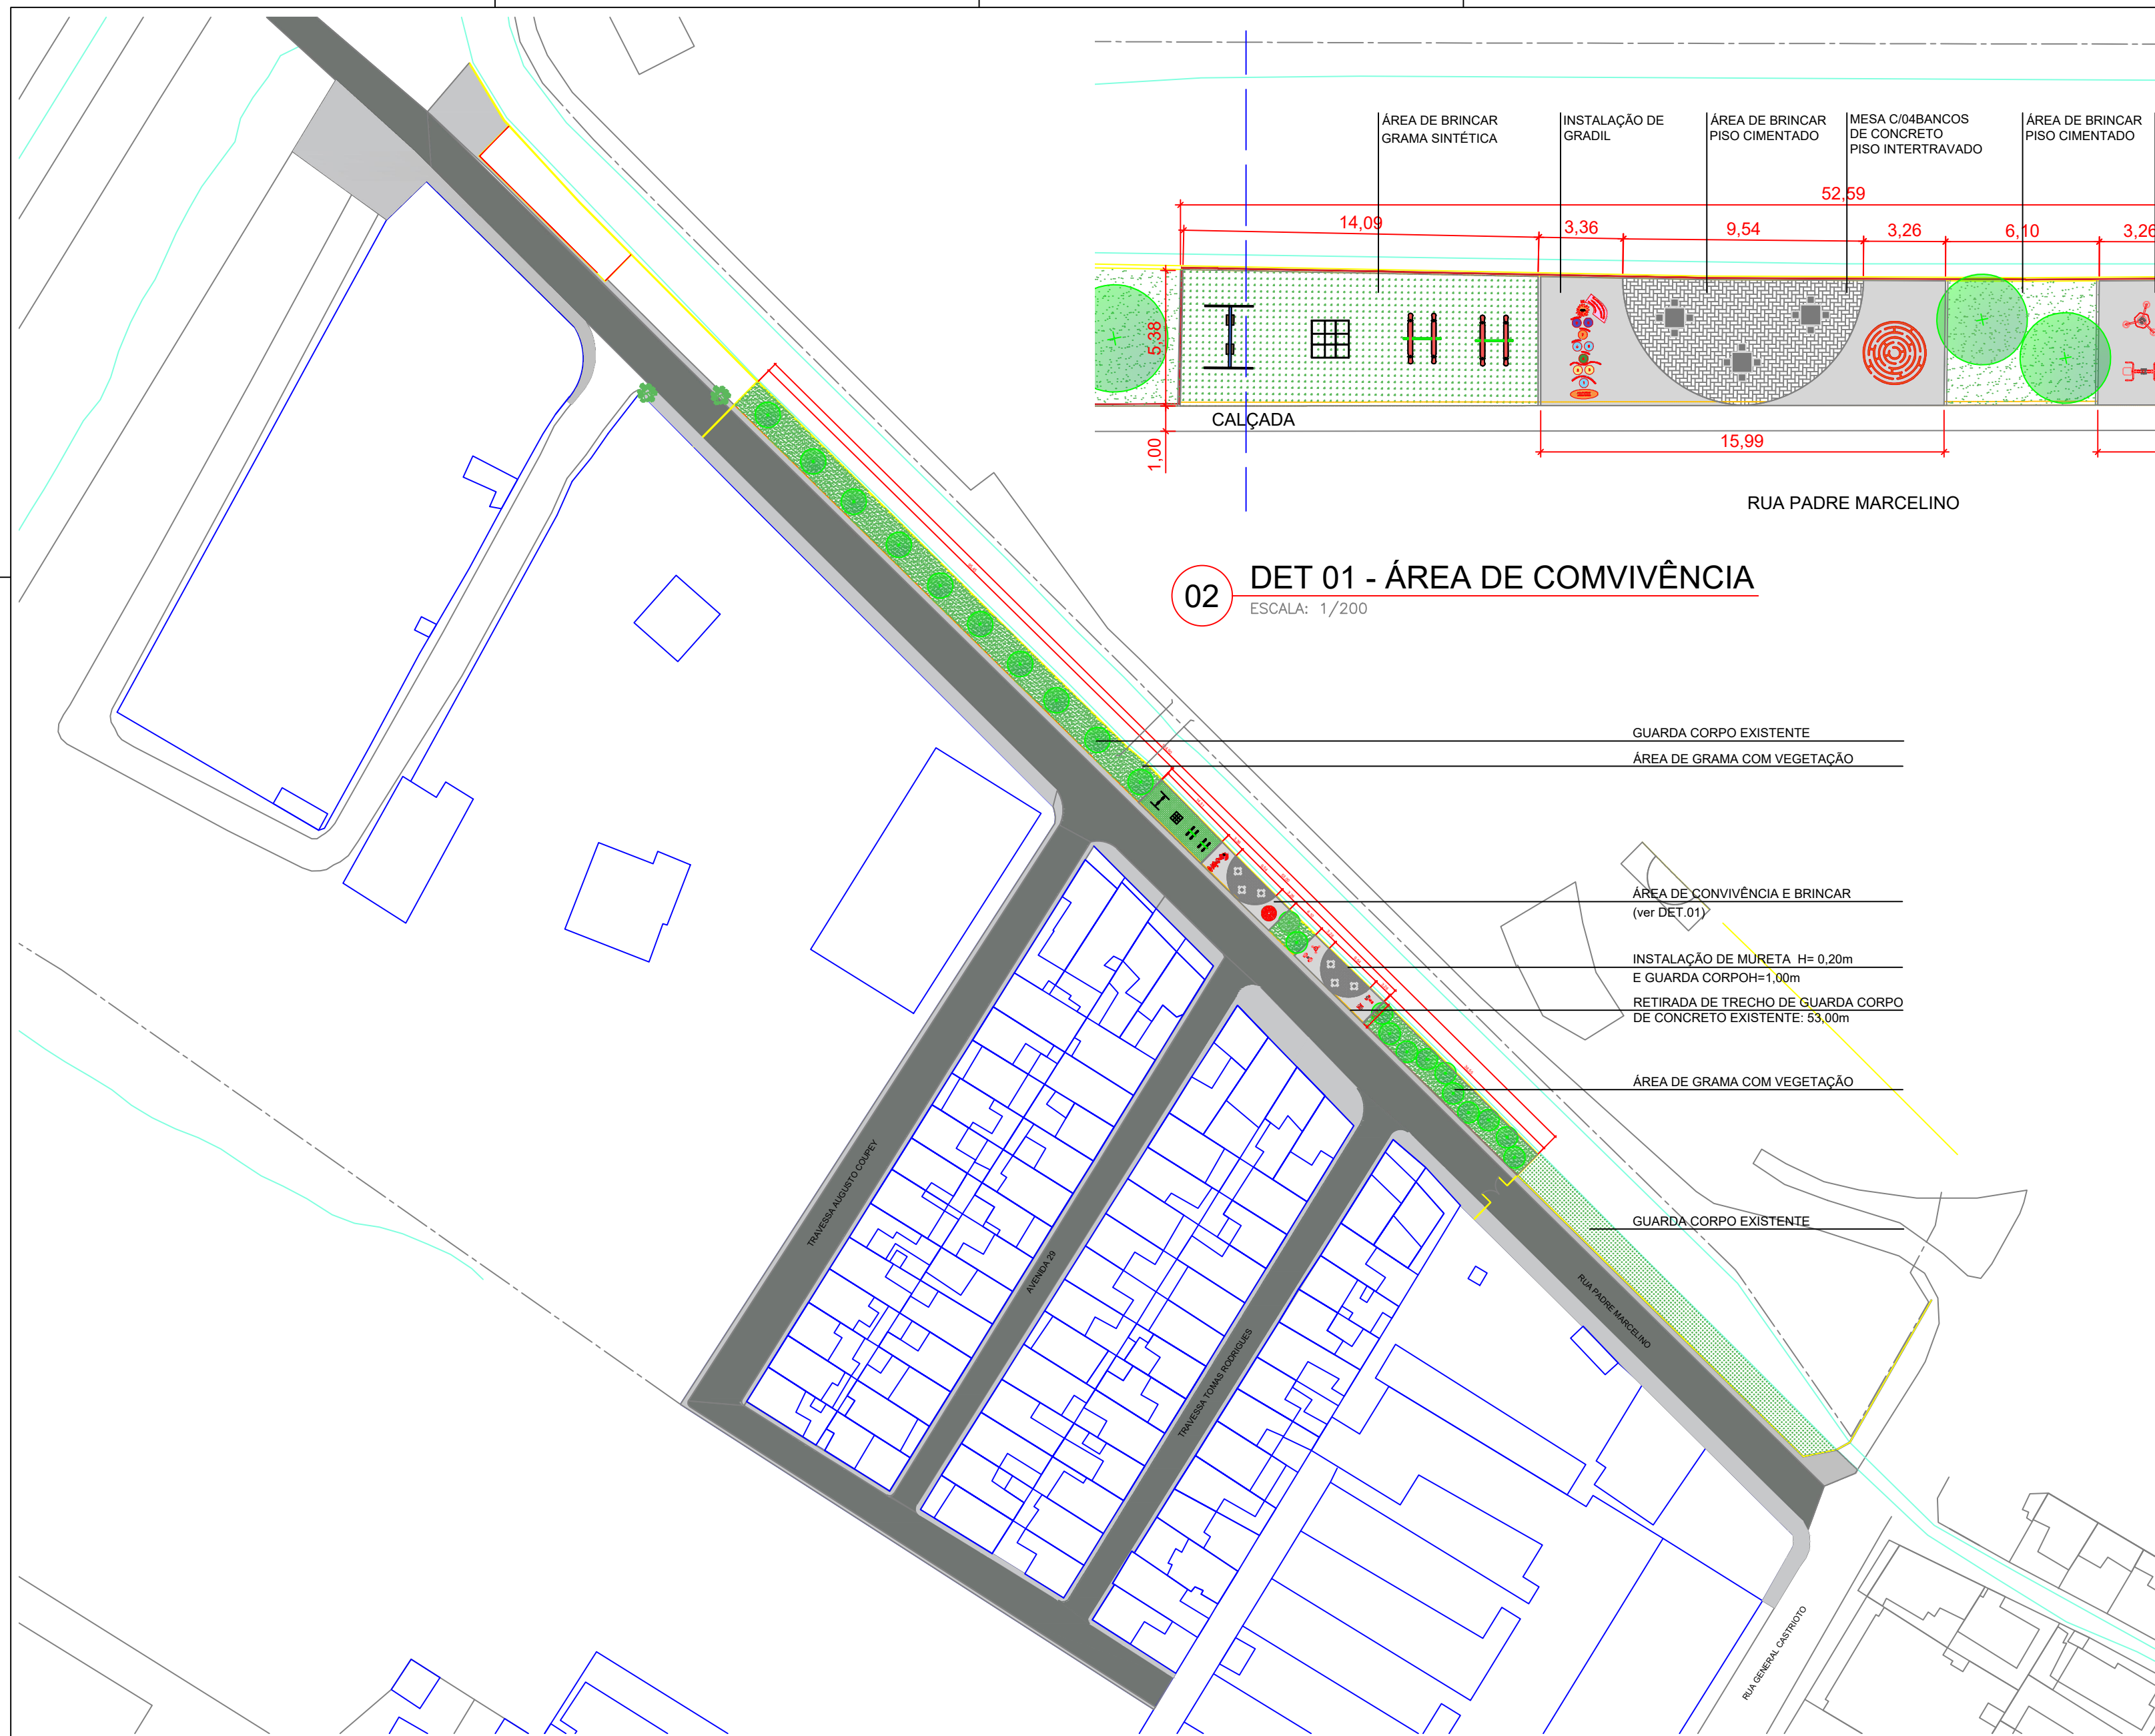 ÁREA DE BRINCAR
GRAMA SINTÉTICA
INSTALAÇÃO DE
GRADIL
ÁREA DE BRINCAR
PISO CIMENTADO
MESA C/04BANCOS
DE CONCRETO
PISO INTERTRAVADO
ÁREA DE BRINCAR
PISO CIMENTADO
52,59
14,09
3,36
9,54
3,26
6,10
3,26
5,38
CALÇADA
1,00
15,99
RUA PADRE MARCELINO
02
DET 01 - ÁREA DE COMVIVÊNCIA
ESCALA: 1/200
GUARDA CORPO EXISTENTE
ÁREA DE GRAMA COM VEGETAÇÃO
ÁREA DE CONVIVÊNCIA E BRINCAR
(ver DET.01)
INSTALAÇÃO DE MURETA H= 0,20m
E GUARDA CORPOH=1,00m
RETIRADA DE TRECHO DE GUARDA CORPO
DE CONCRETO EXISTENTE: 53,00m
ÁREA DE GRAMA COM VEGETAÇÃO
GUARDA CORPO EXISTENTE
TRAVESSA AUGUSTO COUPEY
AVENIDA 29
TRAVESSA TOMAS RODRIGUES
RUA PADRE MARCELINO
RUA GENERAL CASTRIOTO